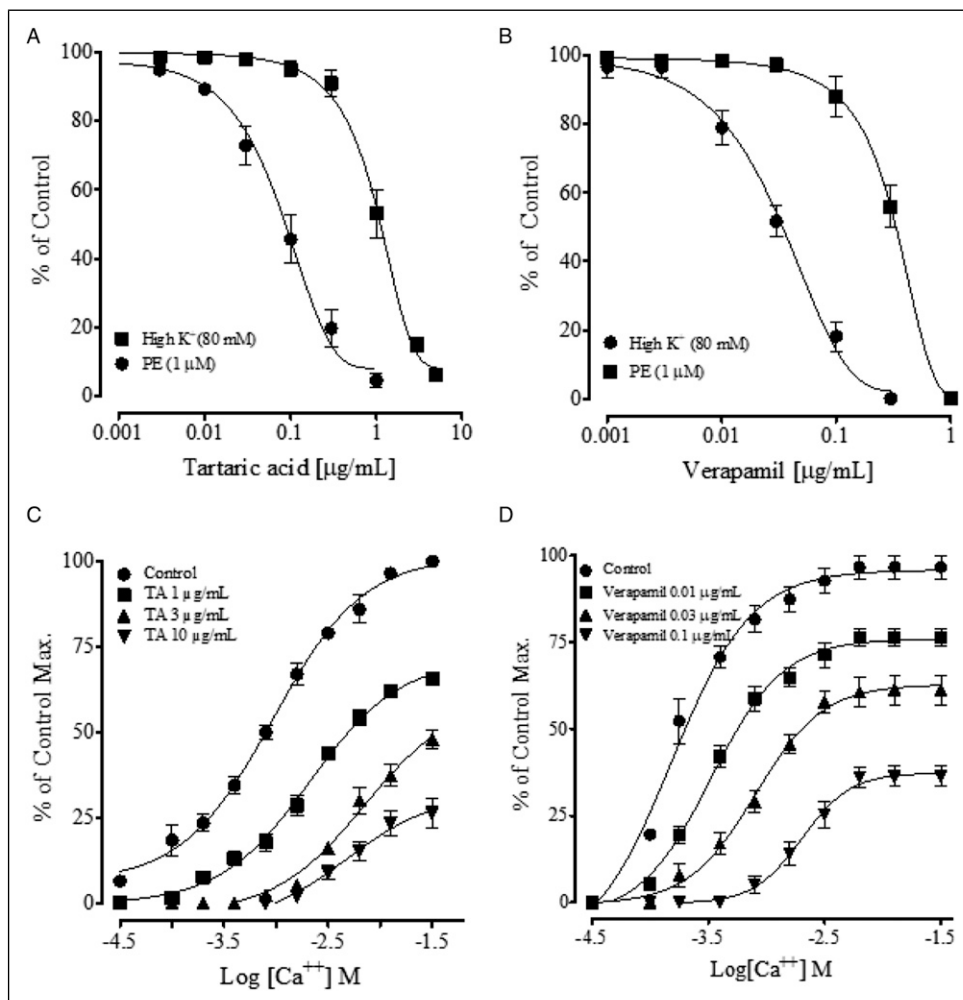 A
100
80
60
40
20
0
% of Control
High K⁺ (80 mM)
PE (1 μM)
0.001 0.01 0.1 1 10
Tartaric acid [μg/mL]
B
100
80
60
40
20
0
% of Control
High K⁺ (80 mM)
PE (1 μM)
0.001 0.01 0.1 1
Verapamil [μg/mL]
C
100
75
50
25
0
% of Control Max.
Control
TA 1 μg/mL
TA 3 μg/mL
TA 10 μg/mL
-4.5 -3.5 -2.5 -1.5
Log [Ca⁺⁺] M
D
100
75
50
25
0
% of Control Max.
Control
Verapamil 0.01 μg/mL
Verapamil 0.03 μg/mL
Verapamil 0.1 μg/mL
-4.5 -3.5 -2.5 -1.5
Log[Ca⁺⁺] M